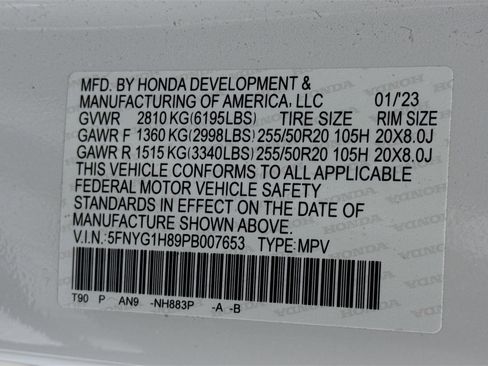 MFD. BY HONDA DEVELOPMENT &
MANUFACTURING OF AMERICA, LLC 01/'23
GVWR 2810 KG(6195LBS) TIRE SIZE RIM SIZE
GAWR F 1360 KG(2998LBS) 255/50R20 105H 20X8.0J
GAWR R 1515 KG(3340LBS) 255/50R20 105H 20X8.0J
THIS VEHICLE CONFORMS TO ALL APPLICABLE
FEDERAL MOTOR VEHICLE SAFETY
STANDARDS IN EFFECT ON THE DATE OF
MANUFACTURE SHOWN ABOVE.
V.I.N.: 5FNYG1H89PB007653 TYPE: MPV
T90 P AN9 -NH883P -A -B